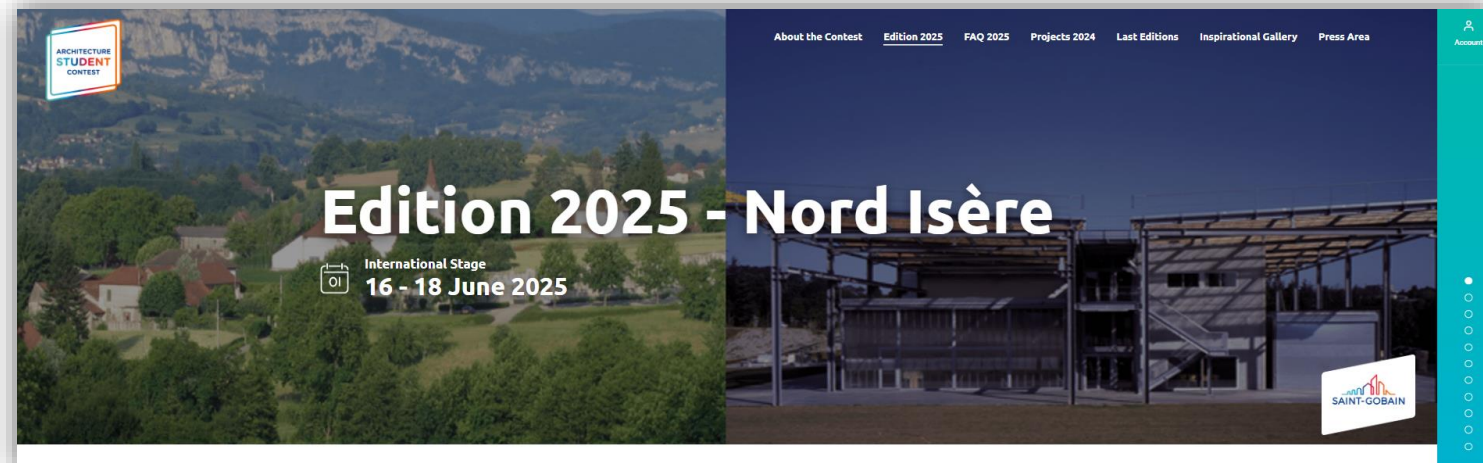 ARCHITECTURE
STUDENT
CONTEST
About the Contest Edition 2025 FAQ 2025 Projects 2024 Last Editions Inspirational Gallery Press Area
Account
Edition 2025 - Nord Isère
International Stage
01
16 - 18 June 2025
SAINT-GOBAIN